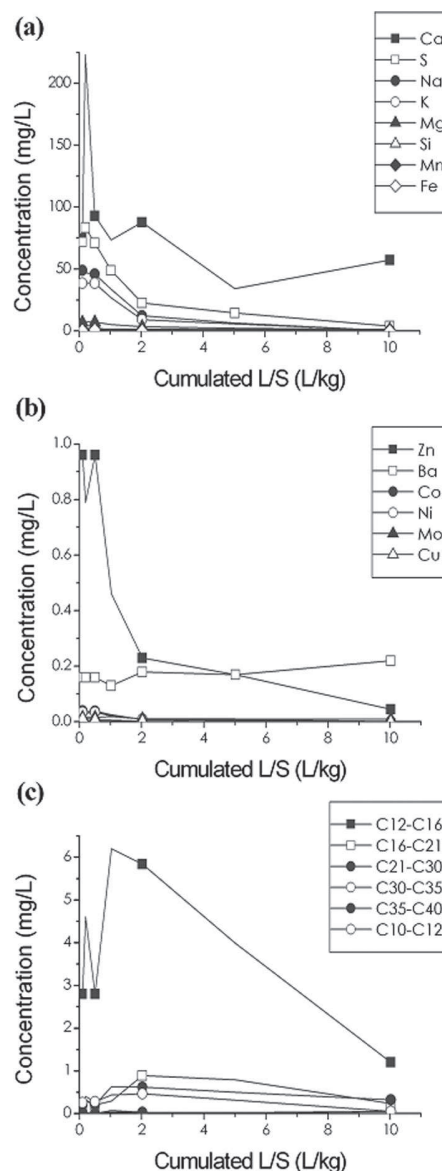 (a)
Concentration (mg/L)
200
150
100
50
0
0 2 4 6 8 10
Cumulated L/S (L/kg)
Ca
S
Na
K
Mg
Si
Mn
Fe
(b)
Concentration (mg/L)
1.0
0.8
0.6
0.4
0.2
0.0
0 2 4 6 8 10
Cumulated L/S (L/kg)
Zn
Ba
Co
Ni
Mo
Cu
(c)
Concentration (mg/L)
6
5
4
3
2
1
0
0 2 4 6 8 10
Cumulated L/S (L/kg)
C12-C16
C16-C21
C21-C30
C30-C35
C35-C40
C10-C12